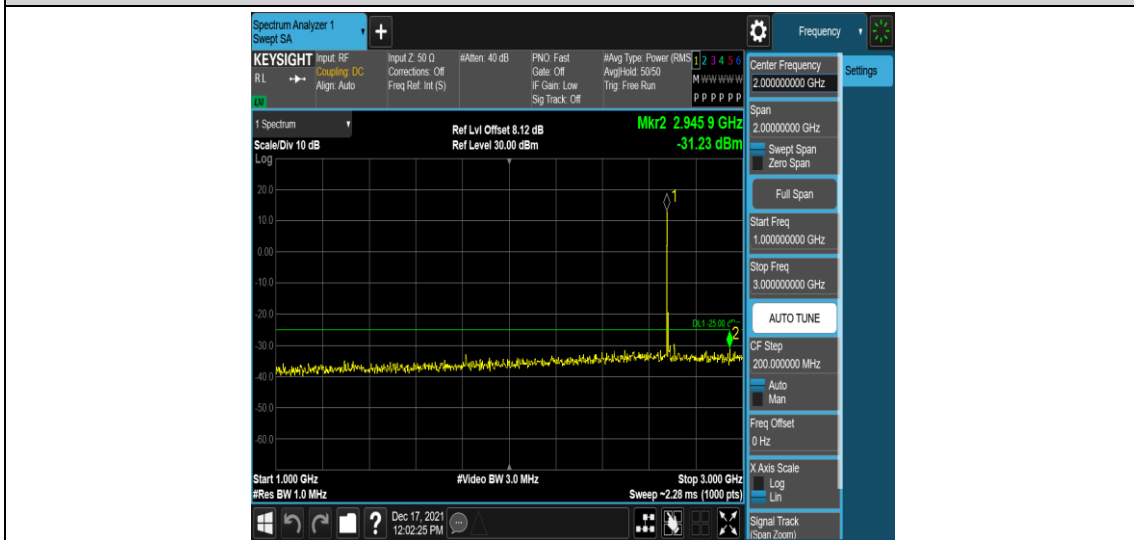 Spectrum Analyzer 1
Swept SA
+
Frequency
KEYSIGHT
RL
LXI
Input: RF
Coupling: DC
Align: Auto
Input Z: 50 Ω
Corrections: Off
Freq Ref: Int (S)
#Atten: 40 dB
PNO: Fast
Gate: Off
IF Gain: Low
Sig Track: Off
#Avg Type: Power (RMS
Avg|Hold: 50/50
Trig: Free Run
1 2 3 4 5 6
M W W W W W
P P P P P P
1 Spectrum
Scale/Div 10 dB
Ref Lvl Offset 8.12 dB
Ref Level 30.00 dBm
Mkr2 2.945 9 GHz
-31.23 dBm
Log
20.0
10.0
0.00
-10.0
-20.0
-30.0
-40.0
-50.0
-60.0
1
DL1 -25.00
2
Start 1.000 GHz
#Res BW 1.0 MHz
#Video BW 3.0 MHz
Stop 3.000 GHz
Sweep ~2.28 ms (1000 pts)
?
Dec 17, 2021
12:02:25 PM
Center Frequency
2.000000000 GHz
Settings
Span
2.00000000 GHz
Swept Span
Zero Span
Full Span
Start Freq
1.000000000 GHz
Stop Freq
3.000000000 GHz
AUTO TUNE
CF Step
200.000000 MHz
Auto
Man
Freq Offset
0 Hz
X Axis Scale
Log
Lin
Signal Track
(Span Zoom)